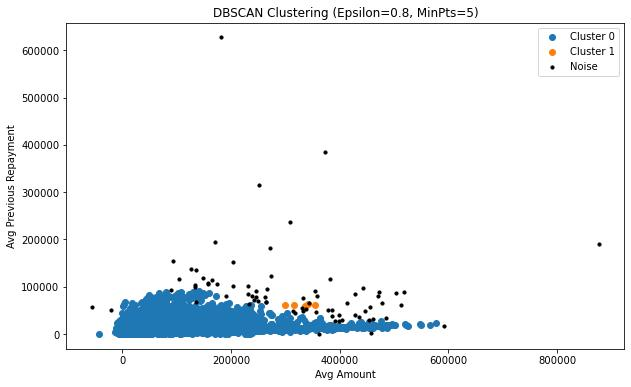 DBSCAN Clustering (Epsilon=0.8, MinPts=5)
Cluster 0
Cluster 1
Noise
Avg Previous Repayment
600000
500000
400000
300000
200000
100000
0
0
200000
400000
600000
800000
Avg Amount